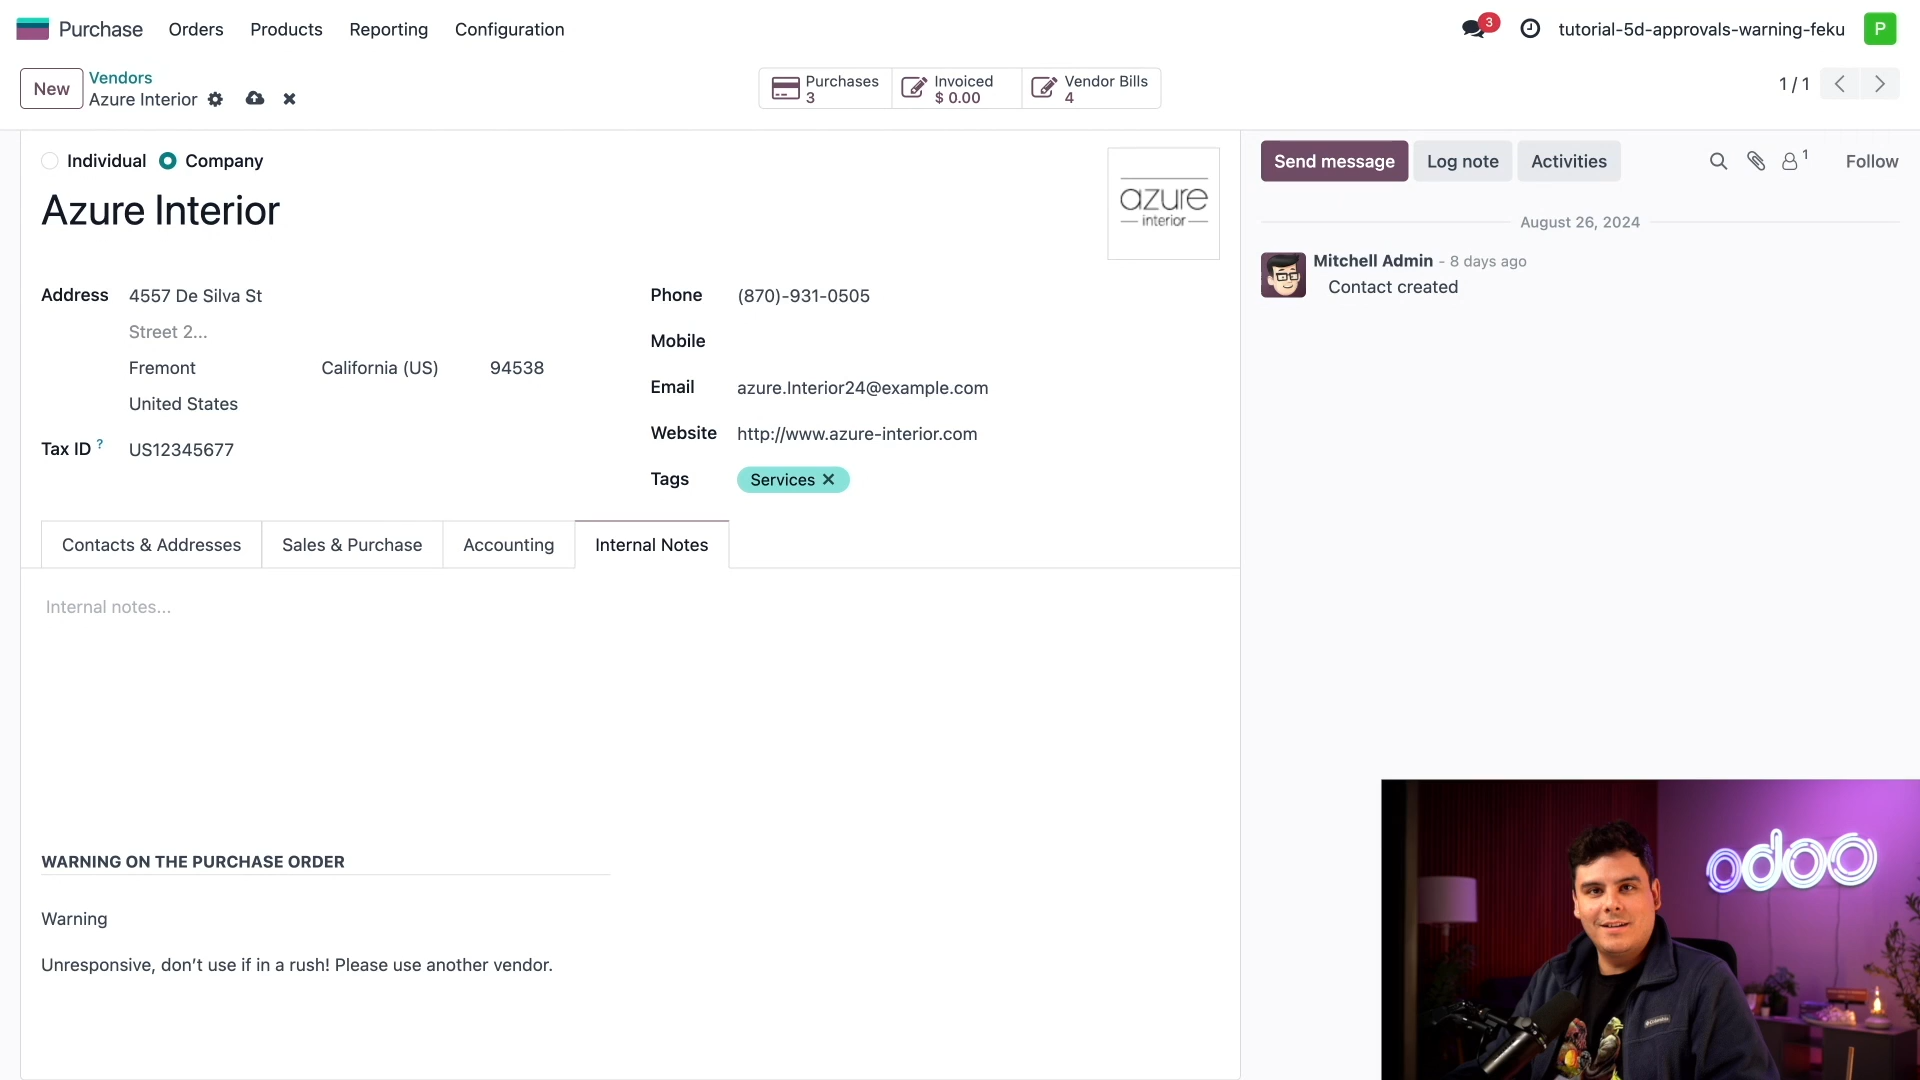 Purchase
Orders
Products
Reporting
Configuration
3
tutorial-5d-approvals-warning-feku
P
New
Vendors
Azure Interior
Purchases
3
Invoiced
$ 0.00
Vendor Bills
4
1 / 1
Individual
Company
Azure Interior
azure
interior
Address
4557 De Silva St
Street 2...
Fremont
California (US)
94538
United States
Tax ID ?
US12345677
Phone
(870)-931-0505
Mobile
Email
azure.Interior24@example.com
Website
http://www.azure-interior.com
Tags
Services
Contacts & Addresses
Sales & Purchase
Accounting
Internal Notes
Internal notes...
WARNING ON THE PURCHASE ORDER
Warning
Unresponsive, don’t use if in a rush! Please use another vendor.
Send message
Log note
Activities
1
Follow
August 26, 2024
Mitchell Admin - 8 days ago
Contact created
odoo
Columbia